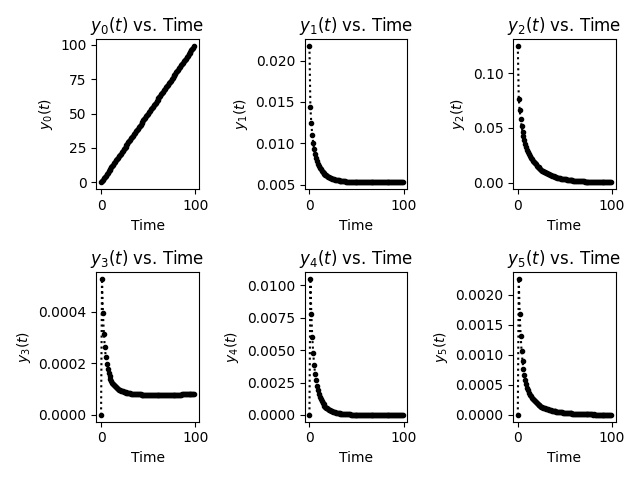 y₀(t) vs. Time
y₁(t) vs. Time
y₂(t) vs. Time
100
75
50
25
0
y₀(t)
0
100
Time
0.020
0.015
0.010
0.005
y₁(t)
0
100
Time
0.10
0.05
0.00
y₂(t)
0
100
Time
y₃(t) vs. Time
y₄(t) vs. Time
y₅(t) vs. Time
0.0004
0.0002
0.0000
y₃(t)
0
100
Time
0.0100
0.0075
0.0050
0.0025
0.0000
y₄(t)
0
100
Time
0.0020
0.0015
0.0010
0.0005
0.0000
y₅(t)
0
100
Time